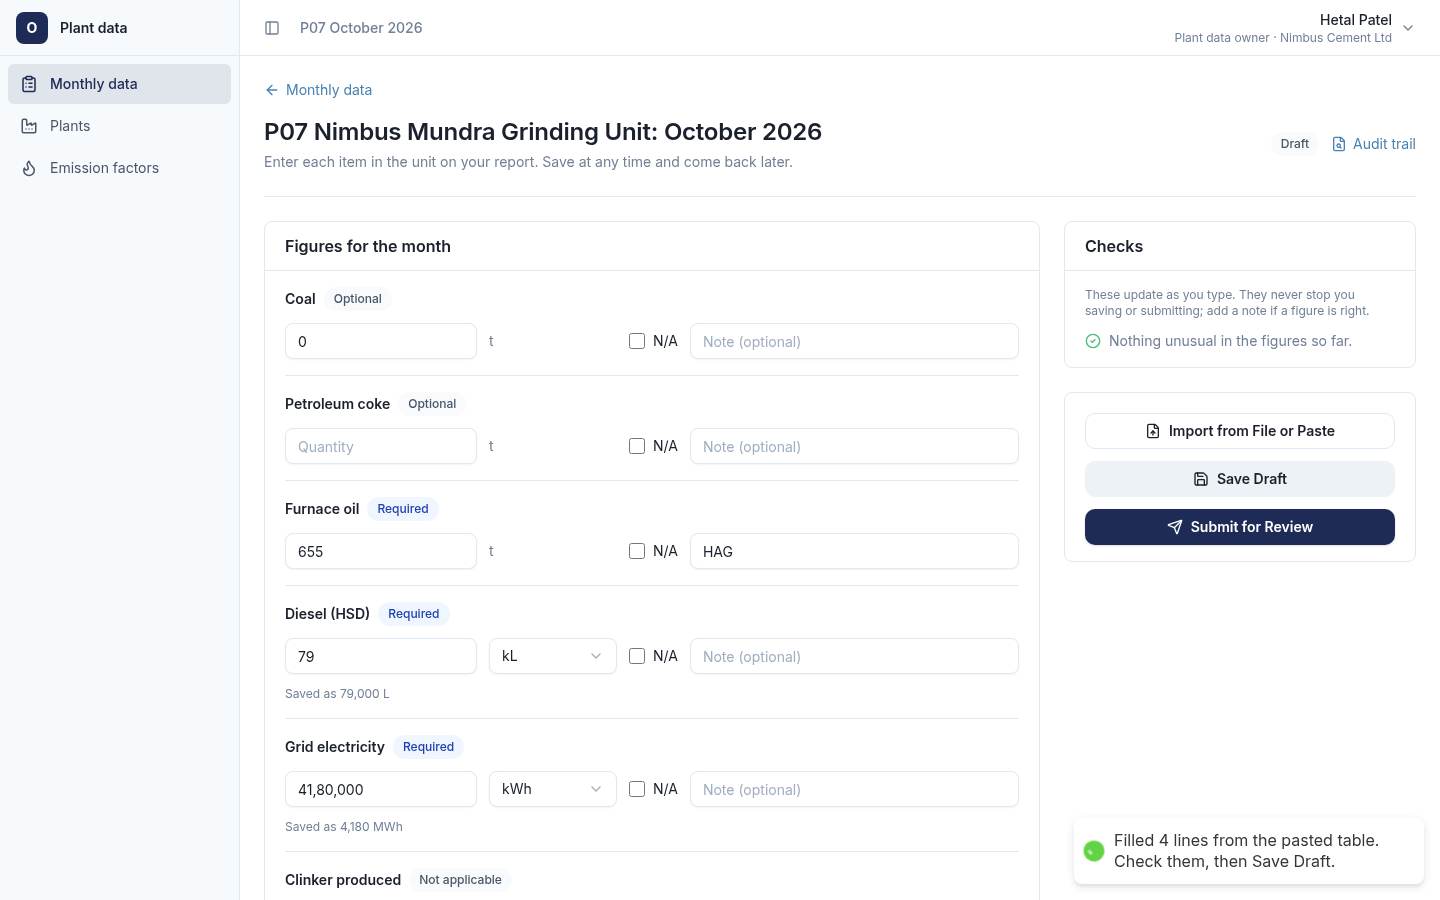 O Plant data
P07 October 2026
Hetal Patel
Plant data owner · Nimbus Cement Ltd
Monthly data
Plants
Emission factors
Monthly data
P07 Nimbus Mundra Grinding Unit: October 2026
Enter each item in the unit on your report. Save at any time and come back later.
Draft
Audit trail
Figures for the month
Coal Optional
0 t N/A Note (optional)
Petroleum coke Optional
Quantity t N/A Note (optional)
Furnace oil Required
655 t N/A HAG
Diesel (HSD) Required
79 kL N/A Note (optional)
Saved as 79,000 L
Grid electricity Required
41,80,000 kWh N/A Note (optional)
Saved as 4,180 MWh
Clinker produced Not applicable
Checks
These update as you type. They never stop you
saving or submitting; add a note if a figure is right.
Nothing unusual in the figures so far.
Import from File or Paste
Save Draft
Submit for Review
Filled 4 lines from the pasted table.
Check them, then Save Draft.